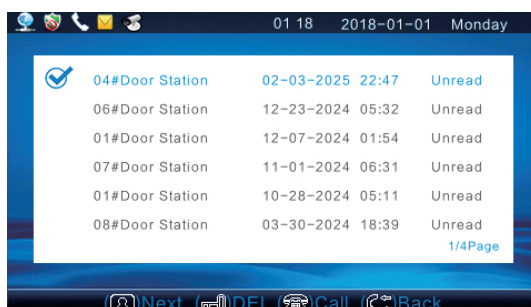 01 18 2018-01-01 Monday
04#Door Station 02-03-2025 22:47 Unread
06#Door Station 12-23-2024 05:32 Unread
01#Door Station 12-07-2024 01:54 Unread
07#Door Station 11-01-2024 06:31 Unread
01#Door Station 10-28-2024 05:11 Unread
08#Door Station 03-30-2024 18:39 Unread
1/4Page
()Next ()DEL ()Call ()Back